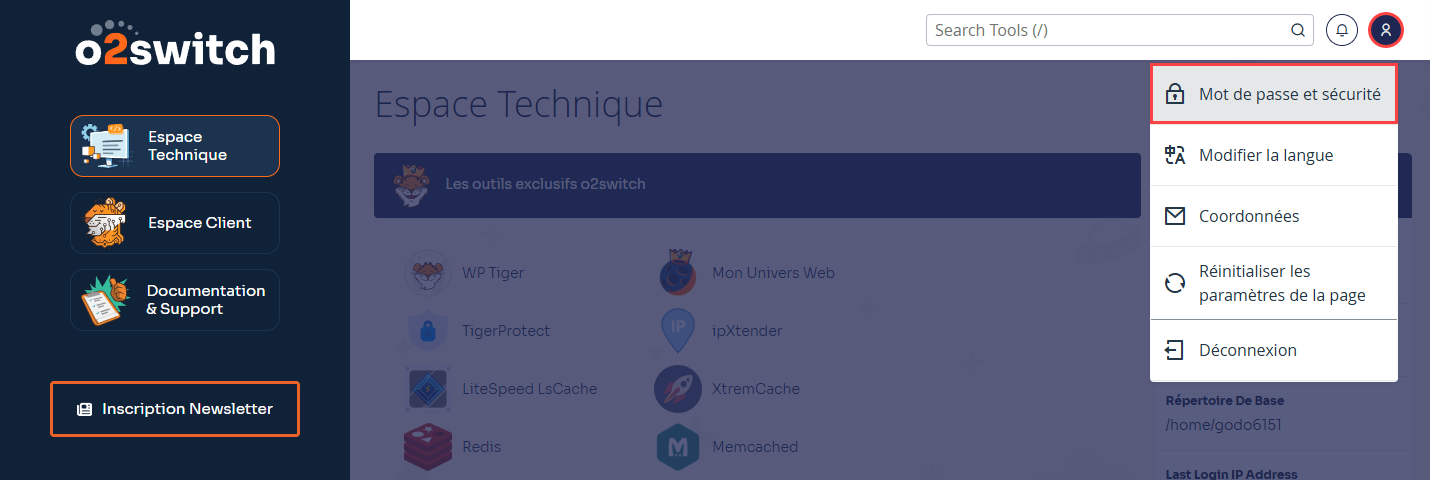 o2switch
Espace
Technique
Espace Client
Documentation
& Support
Inscription Newsletter
Search Tools (/)
Espace Technique
Les outils exclusifs o2switch
WP Tiger
Mon Univers Web
TigerProtect
IP
ipXtender
LiteSpeed LsCache
XtremCache
Redis
M
Memcached
Mot de passe et sécurité
Modifier la langue
Coordonnées
Réinitialiser les
paramètres de la page
Déconnexion
Répertoire De Base
/home/godo6151
Last Login IP Address